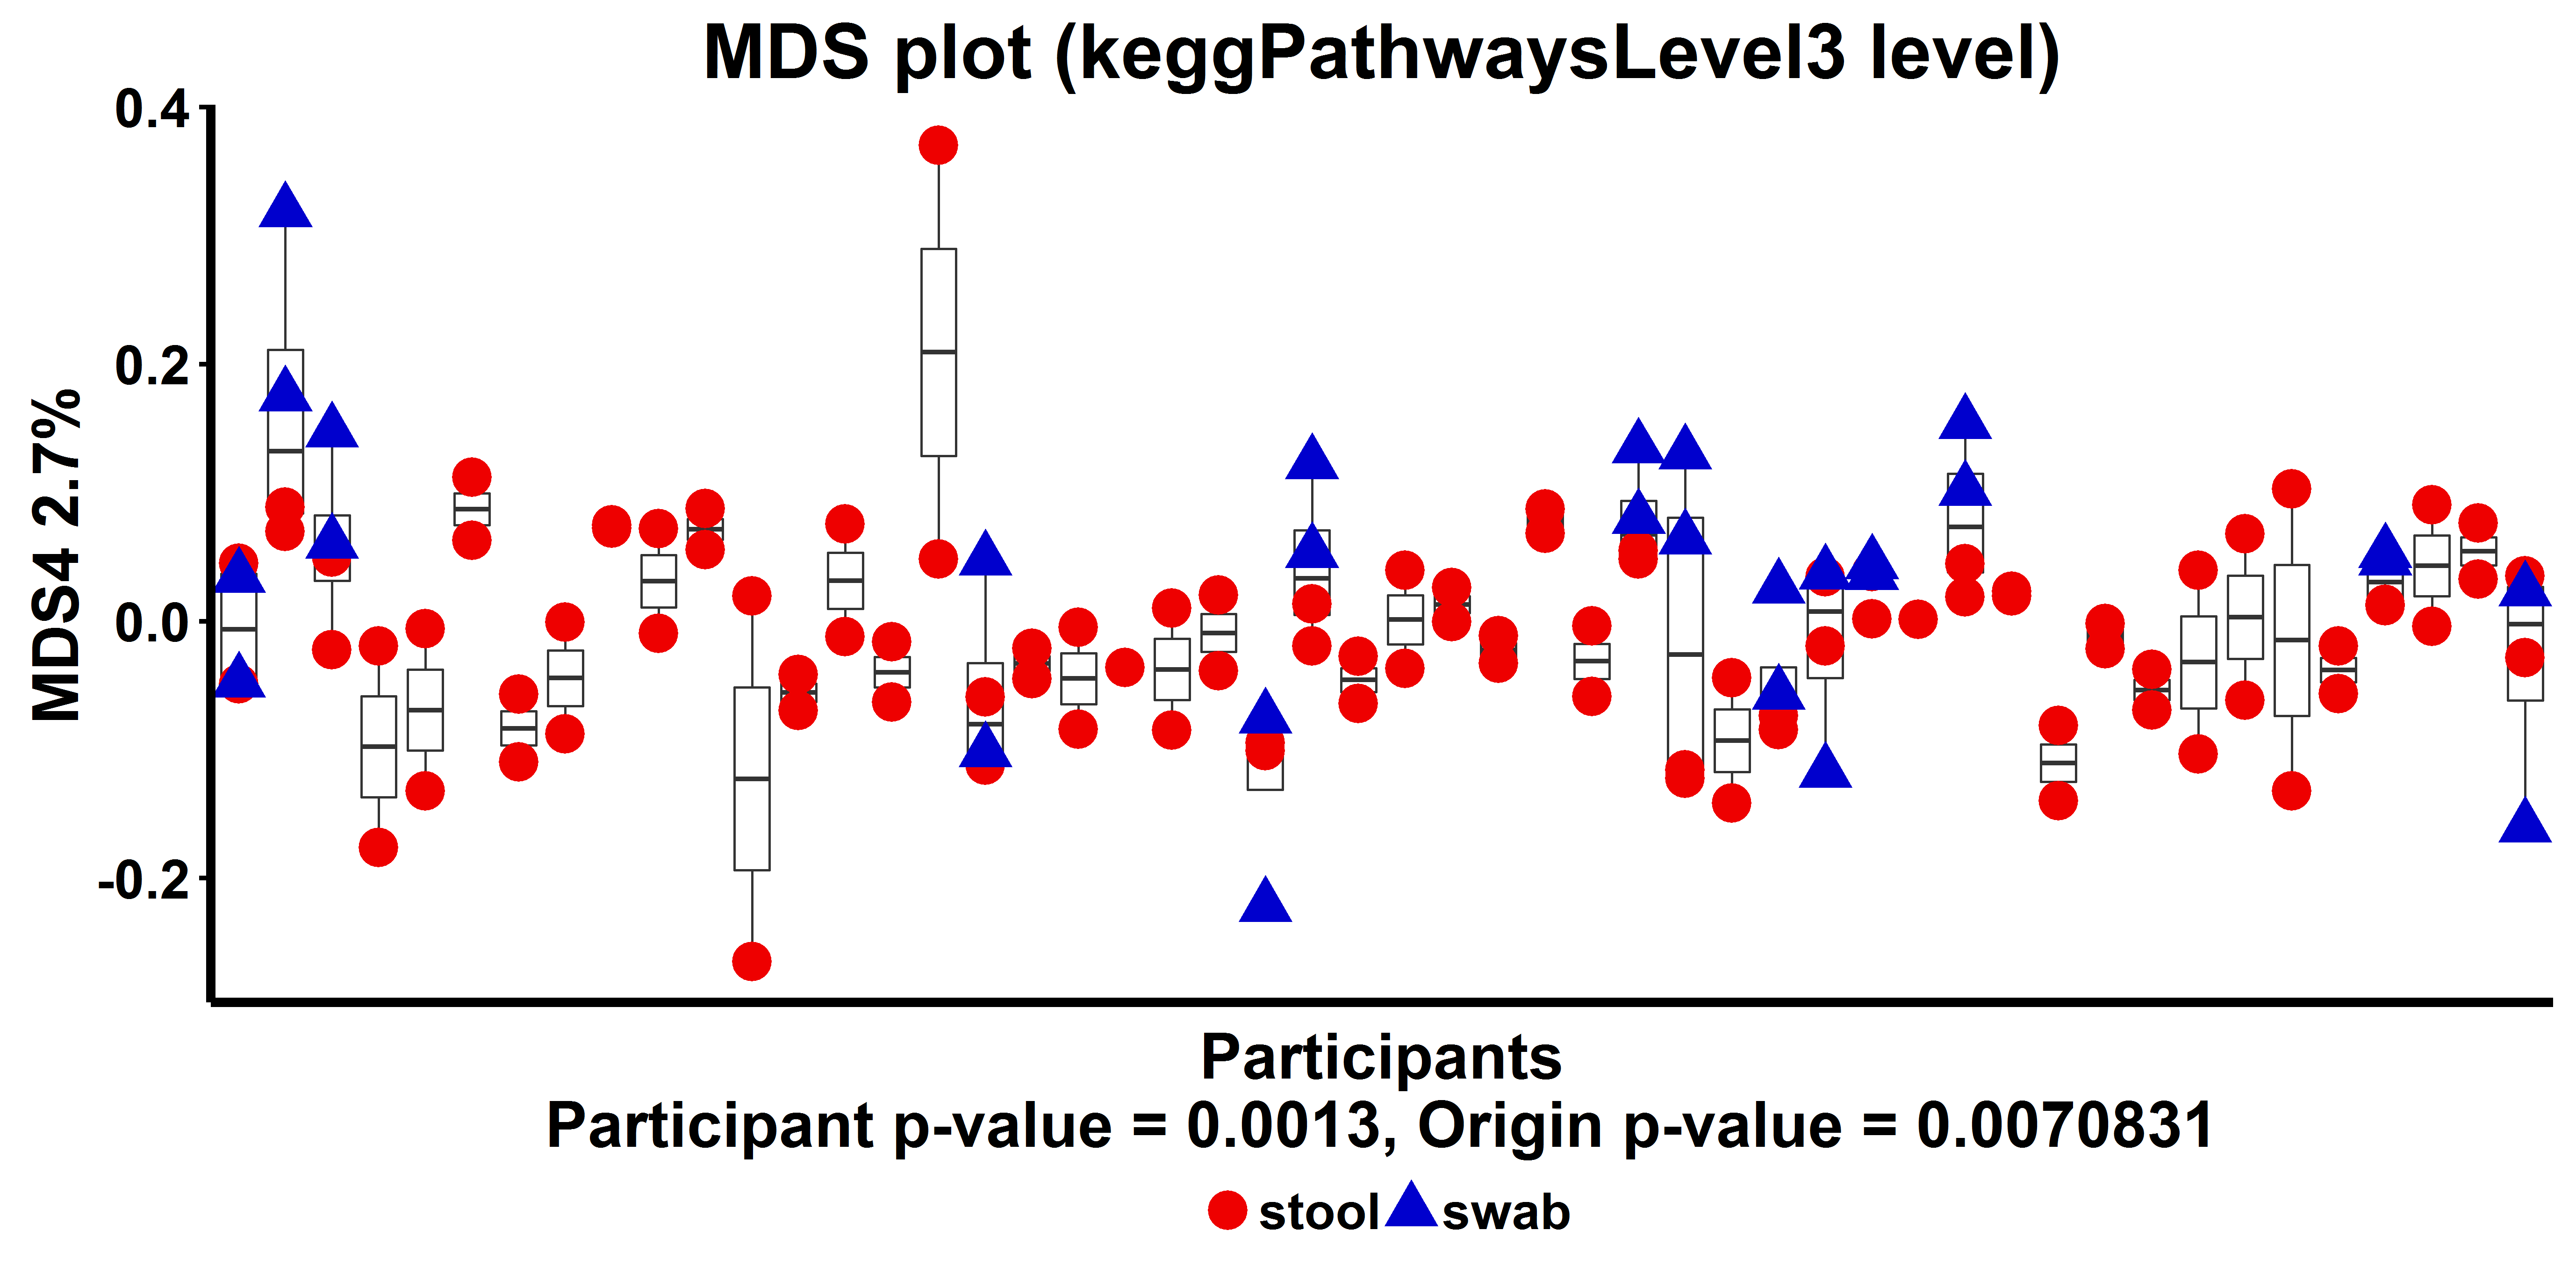 MDS plot (keggPathwaysLevel3 level)
MDS4 2.7%
0.4
0.2
0.0
-0.2
Participants
Participant p-value = 0.0013, Origin p-value = 0.0070831
stool swab